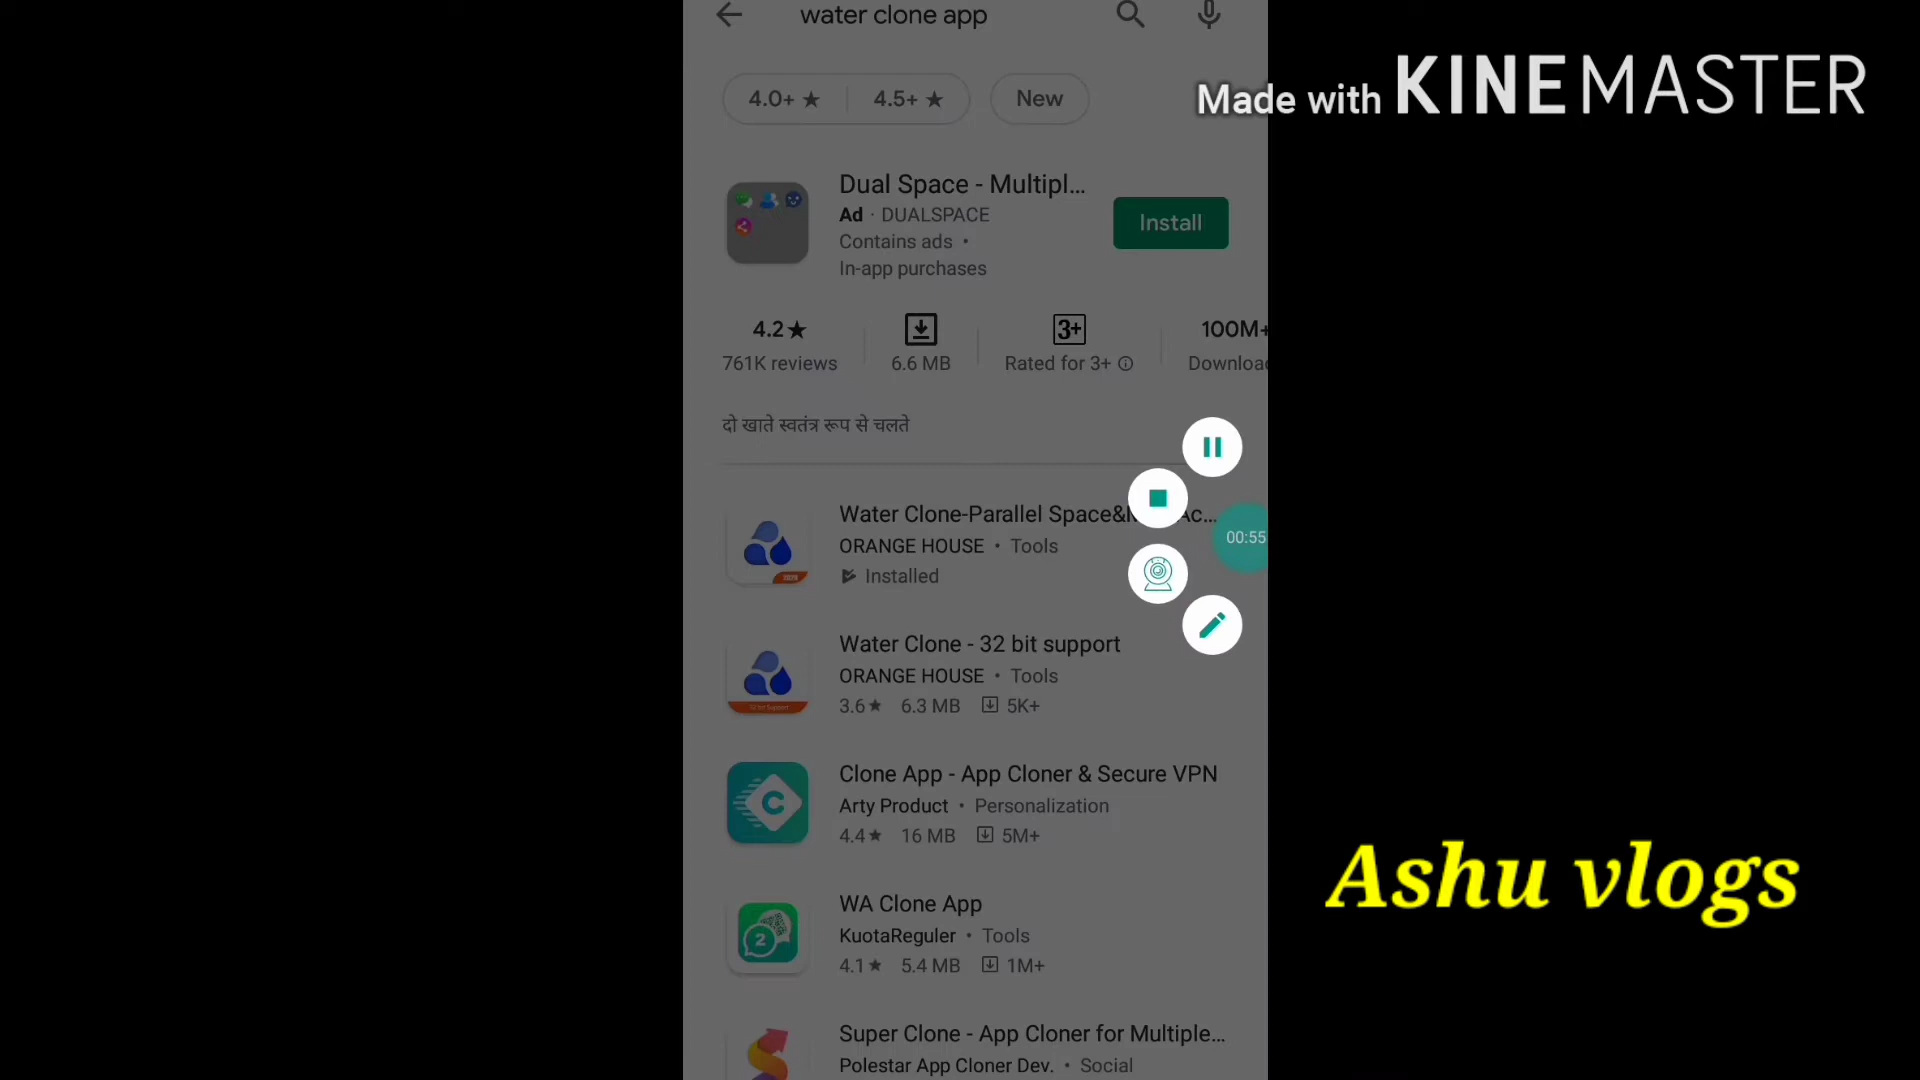 water clone app
Made with KINEMASTER
4.0+ ★ 4.5+ ★ New
Dual Space - Multipl...
Ad · DUALSPACE
Contains ads •
In-app purchases
Install
4.2★ 3+ 100M+
761K reviews 6.6 MB Rated for 3+ Downloa
दो खाते स्वतंत्र रूप से चलते
Water Clone-Parallel Space& Ac...
ORANGE HOUSE • Tools
Installed
00:55
Water Clone - 32 bit support
ORANGE HOUSE • Tools
3.6★ 6.3 MB 5K+
Clone App - App Cloner & Secure VPN
Arty Product • Personalization
4.4★ 16 MB 5M+
Ashu vlogs
WA Clone App
KuotaReguler • Tools
4.1★ 5.4 MB 1M+
2
Super Clone - App Cloner for Multiple...
Polestar App Cloner Dev. • Social